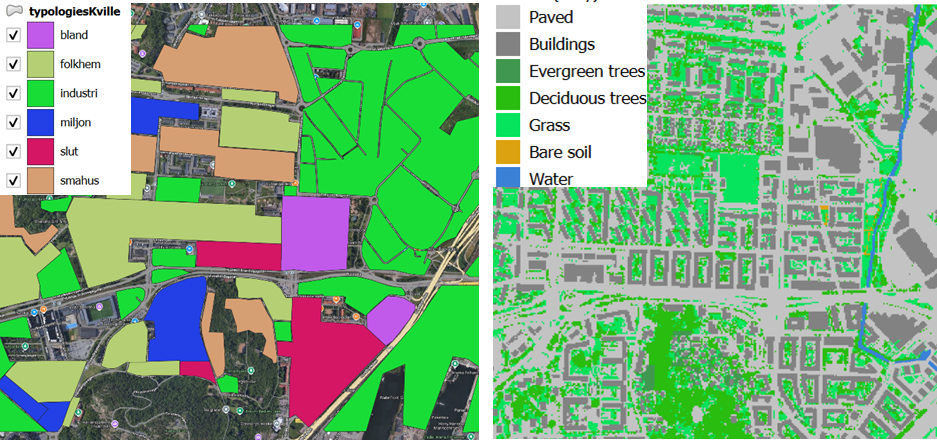 typologiesKville
bland
folkhem
industri
miljon
slut
smahus
Paved
Buildings
Evergreen trees
Deciduous trees
Grass
Bare soil
Water